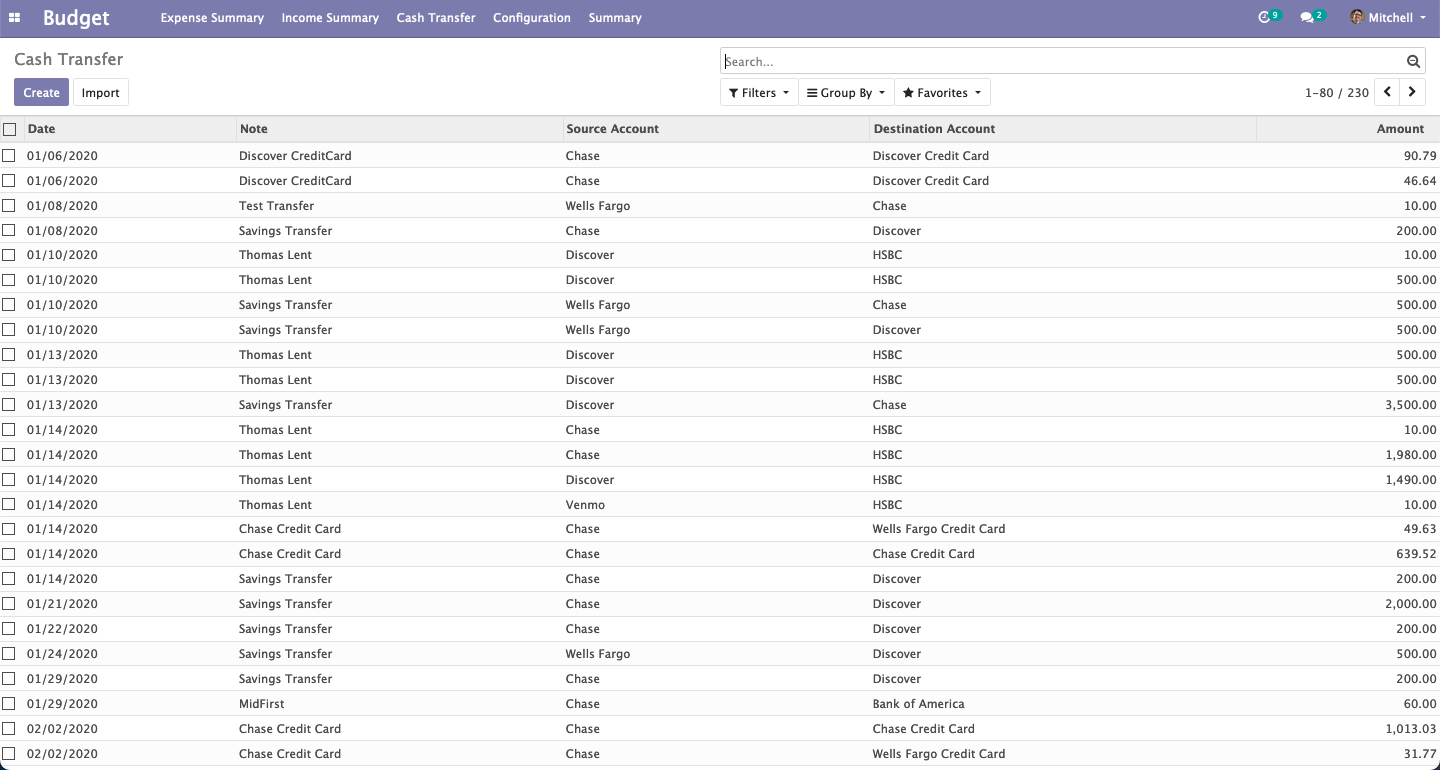 Budget Expense Summary Income Summary Cash Transfer Configuration Summary 9 2 Mitchell
Cash Transfer
Search...
Create Import Filters Group By Favorites 1-80 / 230
Date Note Source Account Destination Account Amount
01/06/2020 Discover CreditCard Chase Discover Credit Card 90.79
01/06/2020 Discover CreditCard Chase Discover Credit Card 46.64
01/08/2020 Test Transfer Wells Fargo Chase 10.00
01/08/2020 Savings Transfer Chase Discover 200.00
01/10/2020 Thomas Lent Discover HSBC 10.00
01/10/2020 Thomas Lent Discover HSBC 500.00
01/10/2020 Savings Transfer Wells Fargo Chase 500.00
01/10/2020 Savings Transfer Wells Fargo Discover 500.00
01/13/2020 Thomas Lent Discover HSBC 500.00
01/13/2020 Thomas Lent Discover HSBC 500.00
01/13/2020 Savings Transfer Discover Chase 3,500.00
01/14/2020 Thomas Lent Chase HSBC 10.00
01/14/2020 Thomas Lent Chase HSBC 1,980.00
01/14/2020 Thomas Lent Discover HSBC 1,490.00
01/14/2020 Thomas Lent Venmo HSBC 10.00
01/14/2020 Chase Credit Card Chase Wells Fargo Credit Card 49.63
01/14/2020 Chase Credit Card Chase Chase Credit Card 639.52
01/14/2020 Savings Transfer Chase Discover 200.00
01/21/2020 Savings Transfer Chase Discover 2,000.00
01/22/2020 Savings Transfer Chase Discover 200.00
01/24/2020 Savings Transfer Wells Fargo Discover 500.00
01/29/2020 Savings Transfer Chase Discover 200.00
01/29/2020 MidFirst Chase Bank of America 60.00
02/02/2020 Chase Credit Card Chase Chase Credit Card 1,013.03
02/02/2020 Chase Credit Card Chase Wells Fargo Credit Card 31.77